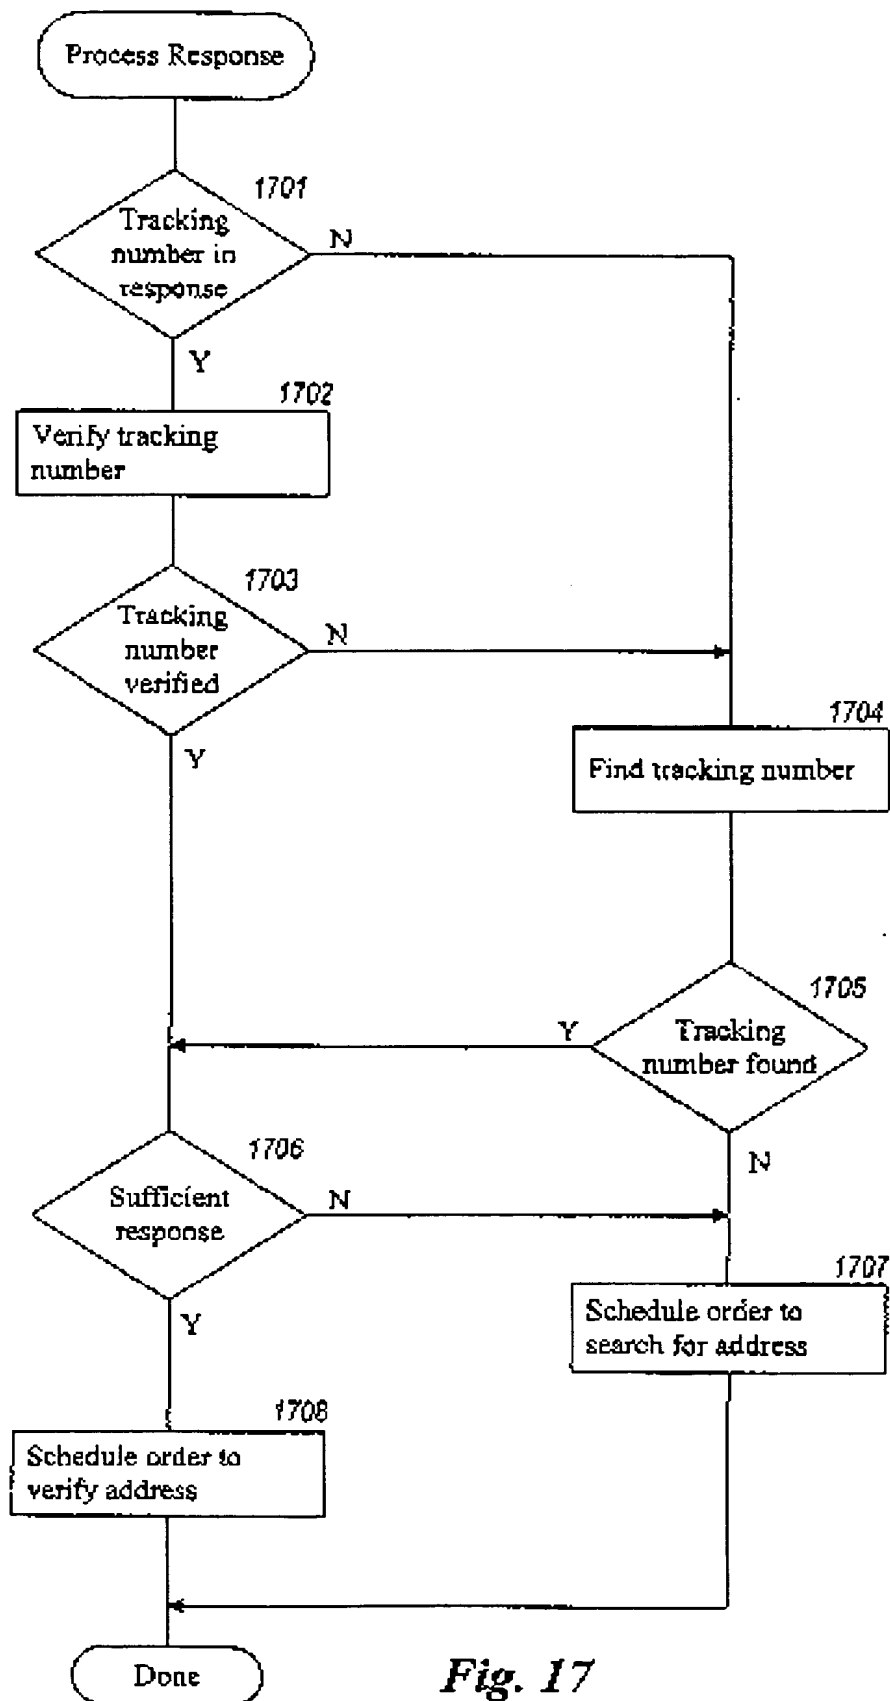 Process Response
1701
Tracking
number in
response
N
Y
1702
Verify tracking
number
1703
Tracking
number
verified
N
Y
1704
Find tracking number
1705
Tracking
number found
Y
N
1706
Sufficient
response
N
Y
1707
Schedule order to
search for address
1708
Schedule order to
verify address
Done
Fig. 17